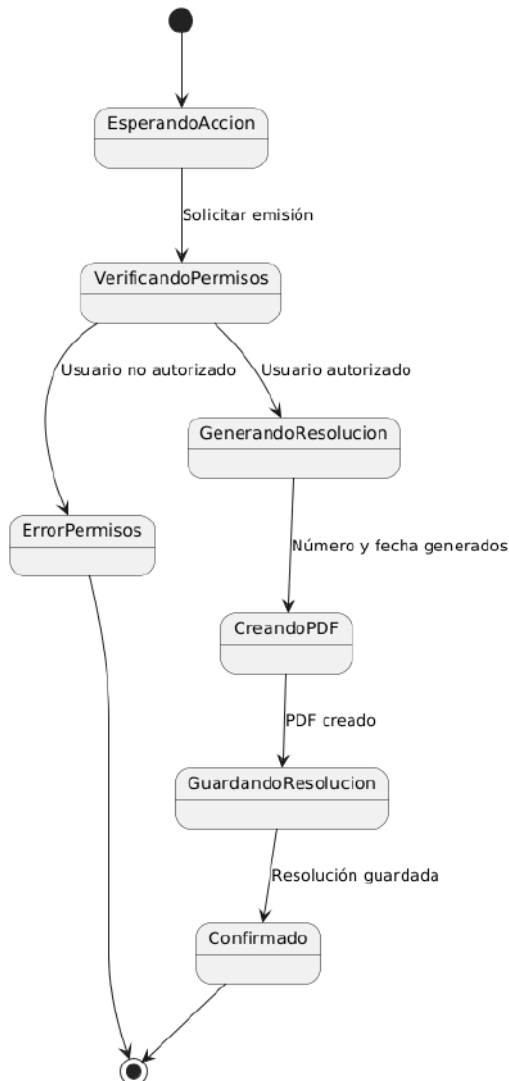 EsperandoAccion
Solicitar emisión
VerificandoPermisos
Usuario no autorizado
Usuario autorizado
GenerandoResolucion
ErrorPermisos
Número y fecha generados
CreandoPDF
PDF creado
GuardandoResolucion
Resolución guardada
Confirmado